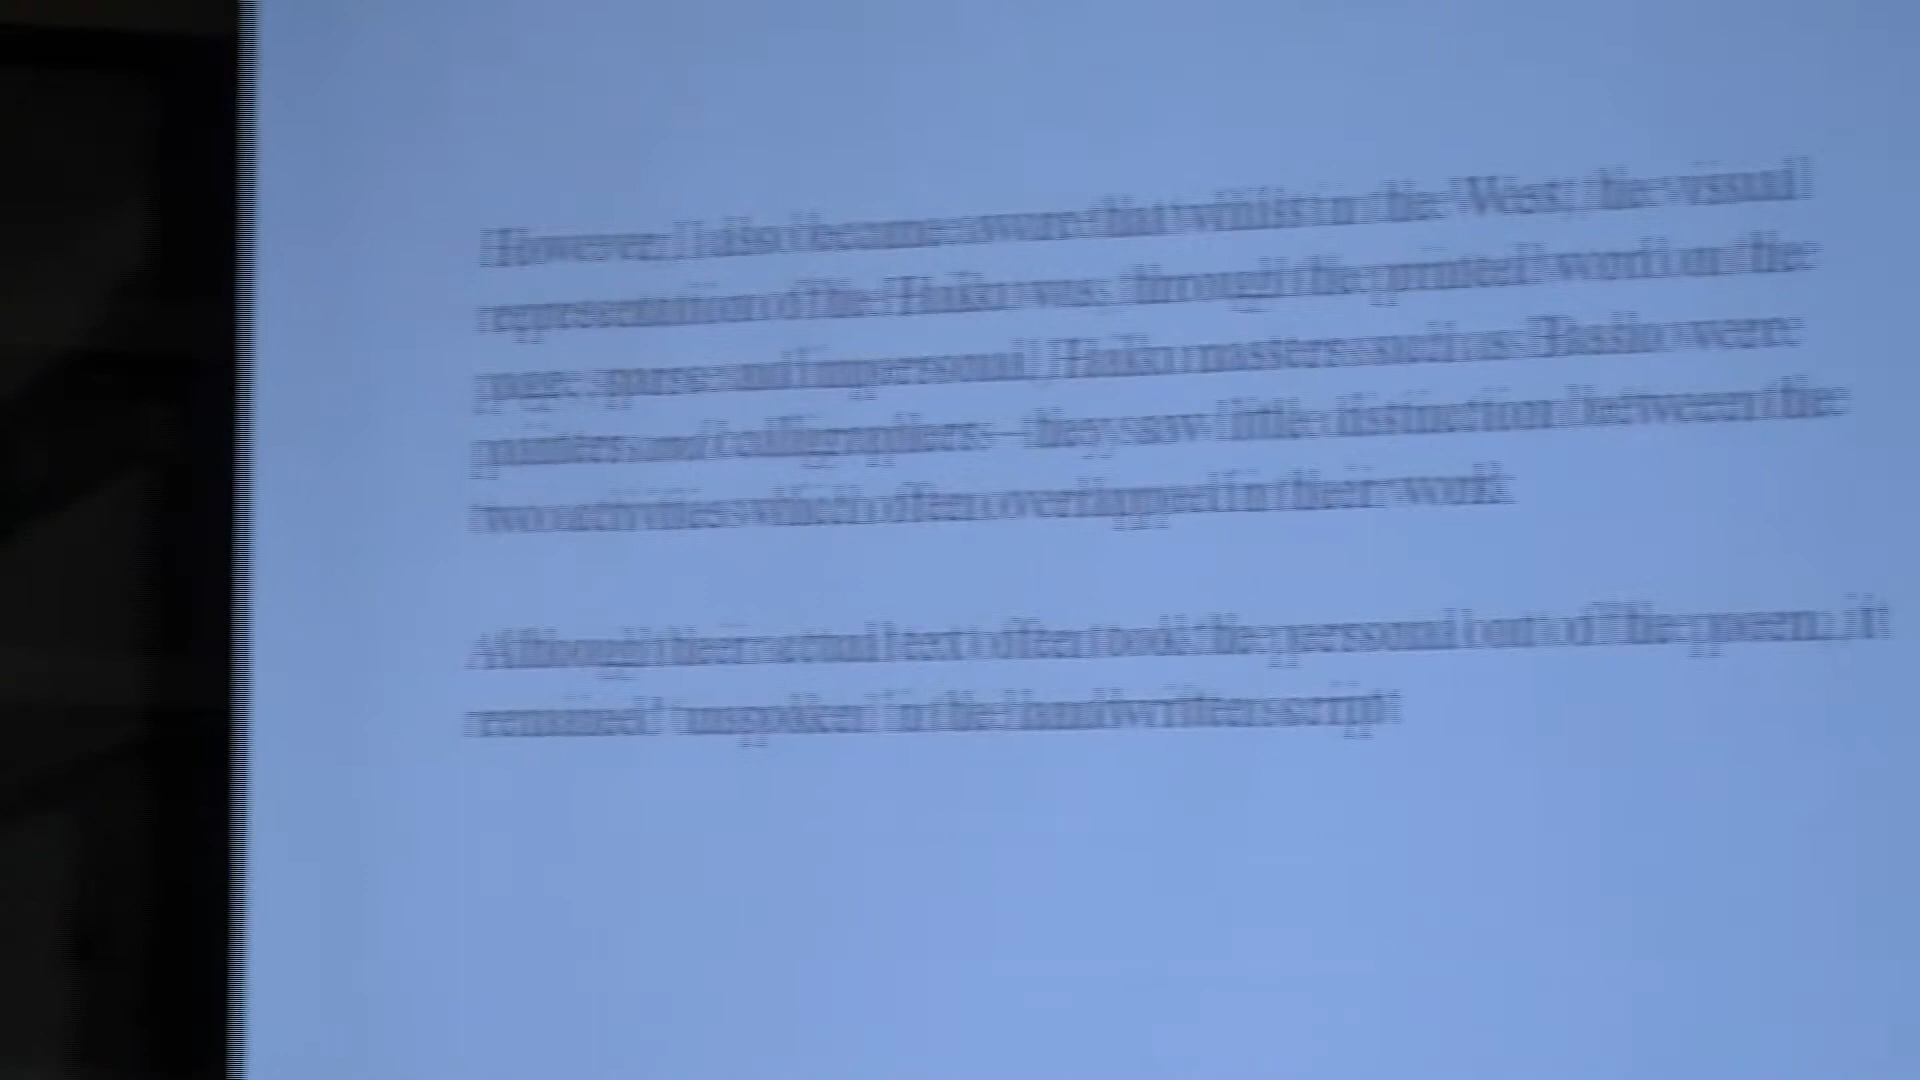 However I also became aware that whilst in the West, the visual
representation of the Haiku was, through the printed word on the
page, sparse and impersonal, Haiku masters such as Basho were
painters and calligraphers – they saw little distinction between the
two activities which often overlapped in their work.
Although their actual text often took the personal out of the poem, it
remained 'unspoken' in the handwritten script.